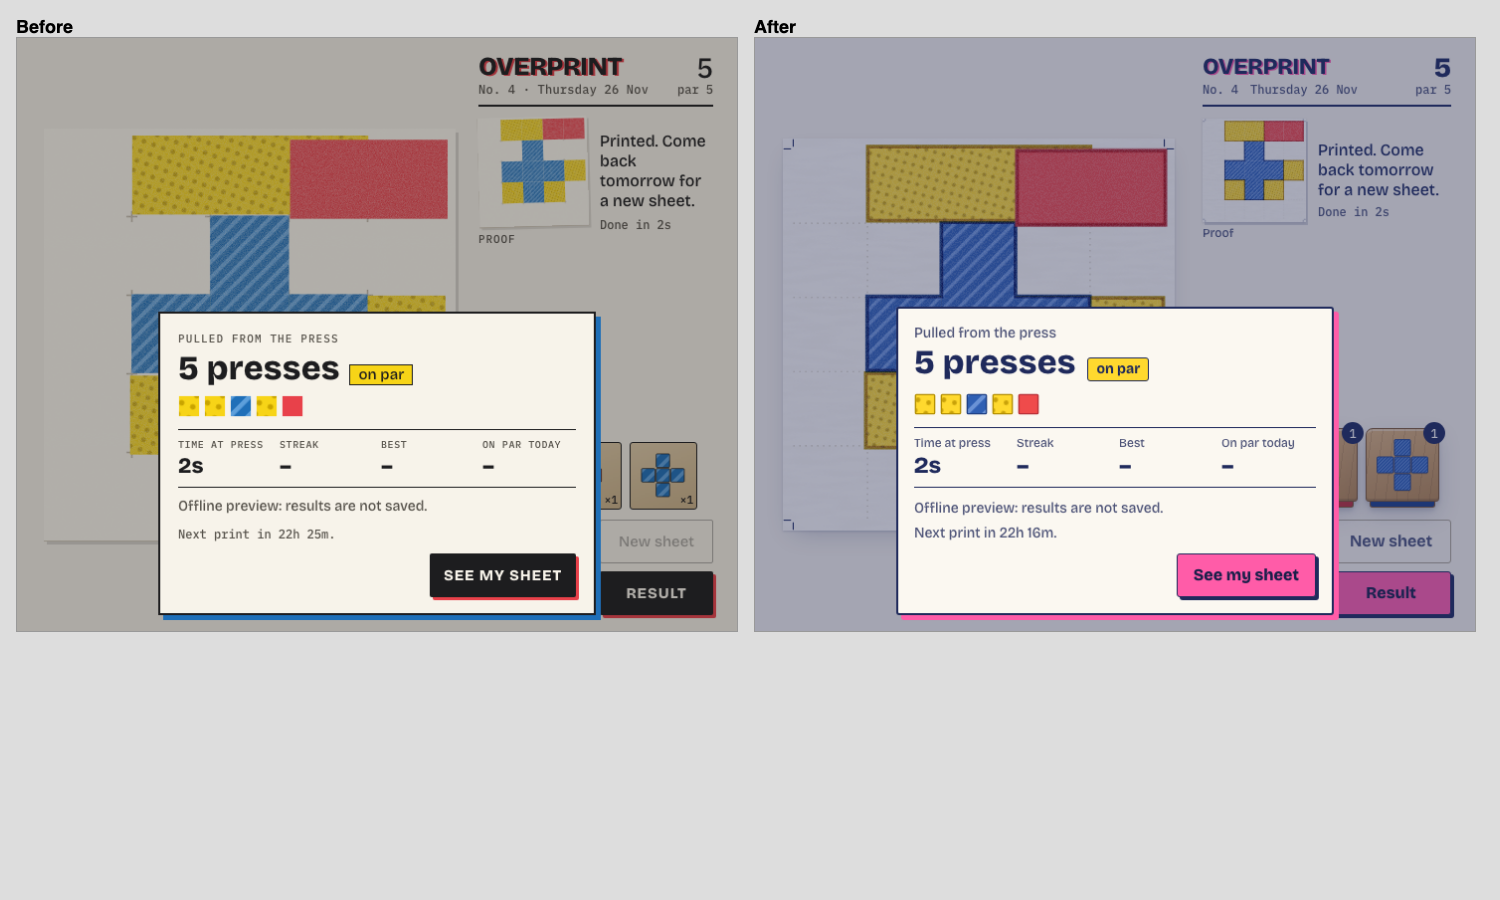 Before
OVERPRINT
5
No. 4 · Thursday 26 Nov
par 5
Printed. Come
back
tomorrow for
a new sheet.
Done in 2s
PROOF
PULLED FROM THE PRESS
5 presses
on par
TIME AT PRESS
STREAK
BEST
ON PAR TODAY
2s
–
–
–
Offline preview: results are not saved.
Next print in 22h 25m.
SEE MY SHEET
×1
×1
New sheet
RESULT
After
OVERPRINT
5
No. 4 Thursday 26 Nov
par 5
Printed. Come
back tomorrow
for a new sheet.
Done in 2s
Proof
Pulled from the press
5 presses
on par
Time at press
Streak
Best
On par today
2s
–
–
–
Offline preview: results are not saved.
Next print in 22h 16m.
See my sheet
1
1
New sheet
Result